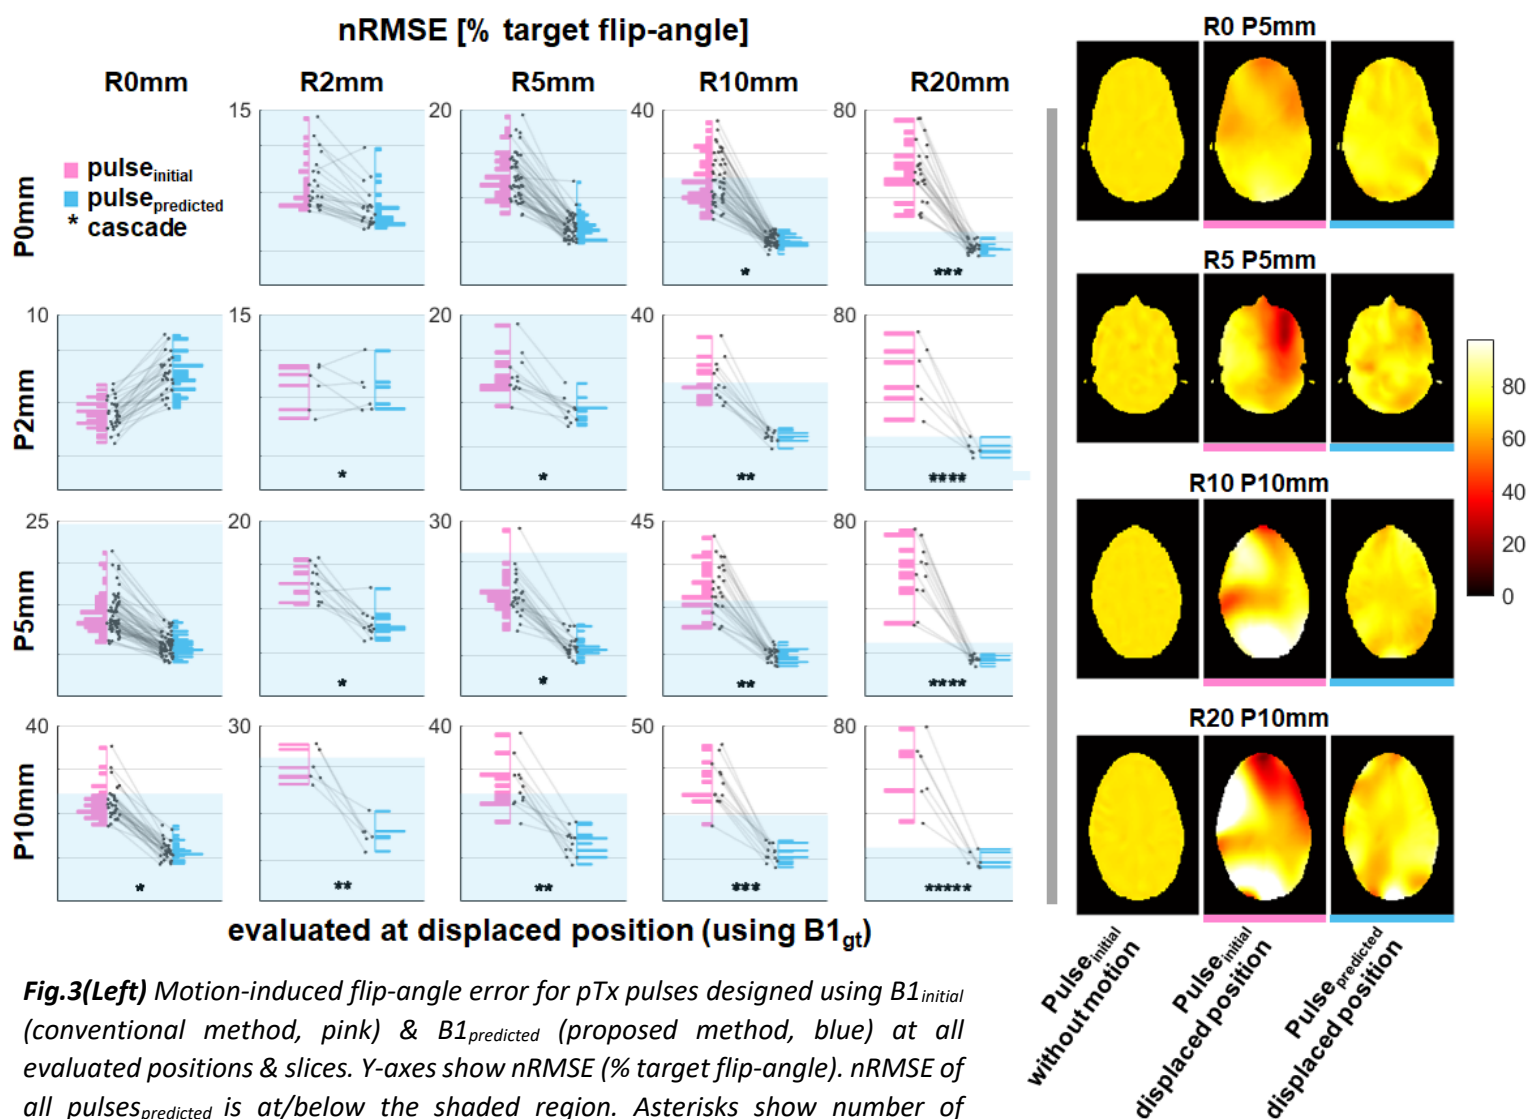 nRMSE [% target flip-angle]
R0mm R2mm R5mm R10mm R20mm
pulseinitial
pulsepredicted
* cascade
P0mm
15 20 40 80
* ***
P2mm
10 15 20 40 80
* * ** ****
P5mm
25 20 30 45 80
* * ** ****
P10mm
40 30 40 50 80
* ** ** *** *****
evaluated at displaced position (using B1gt)
R0 P5mm
R5 P5mm
R10 P10mm
R20 P10mm
80
60
40
20
0
Pulseinitial
without motion
Pulseinitial
displaced position
Pulsepredicted
displaced position
Fig.3(Left) Motion-induced flip-angle error for pTx pulses designed using B1initial
(conventional method, pink) & B1predicted (proposed method, blue) at all
evaluated positions & slices. Y-axes show nRMSE (% target flip-angle). nRMSE of
all pulsespredicted is at/below the shaded region. Asterisks show number of